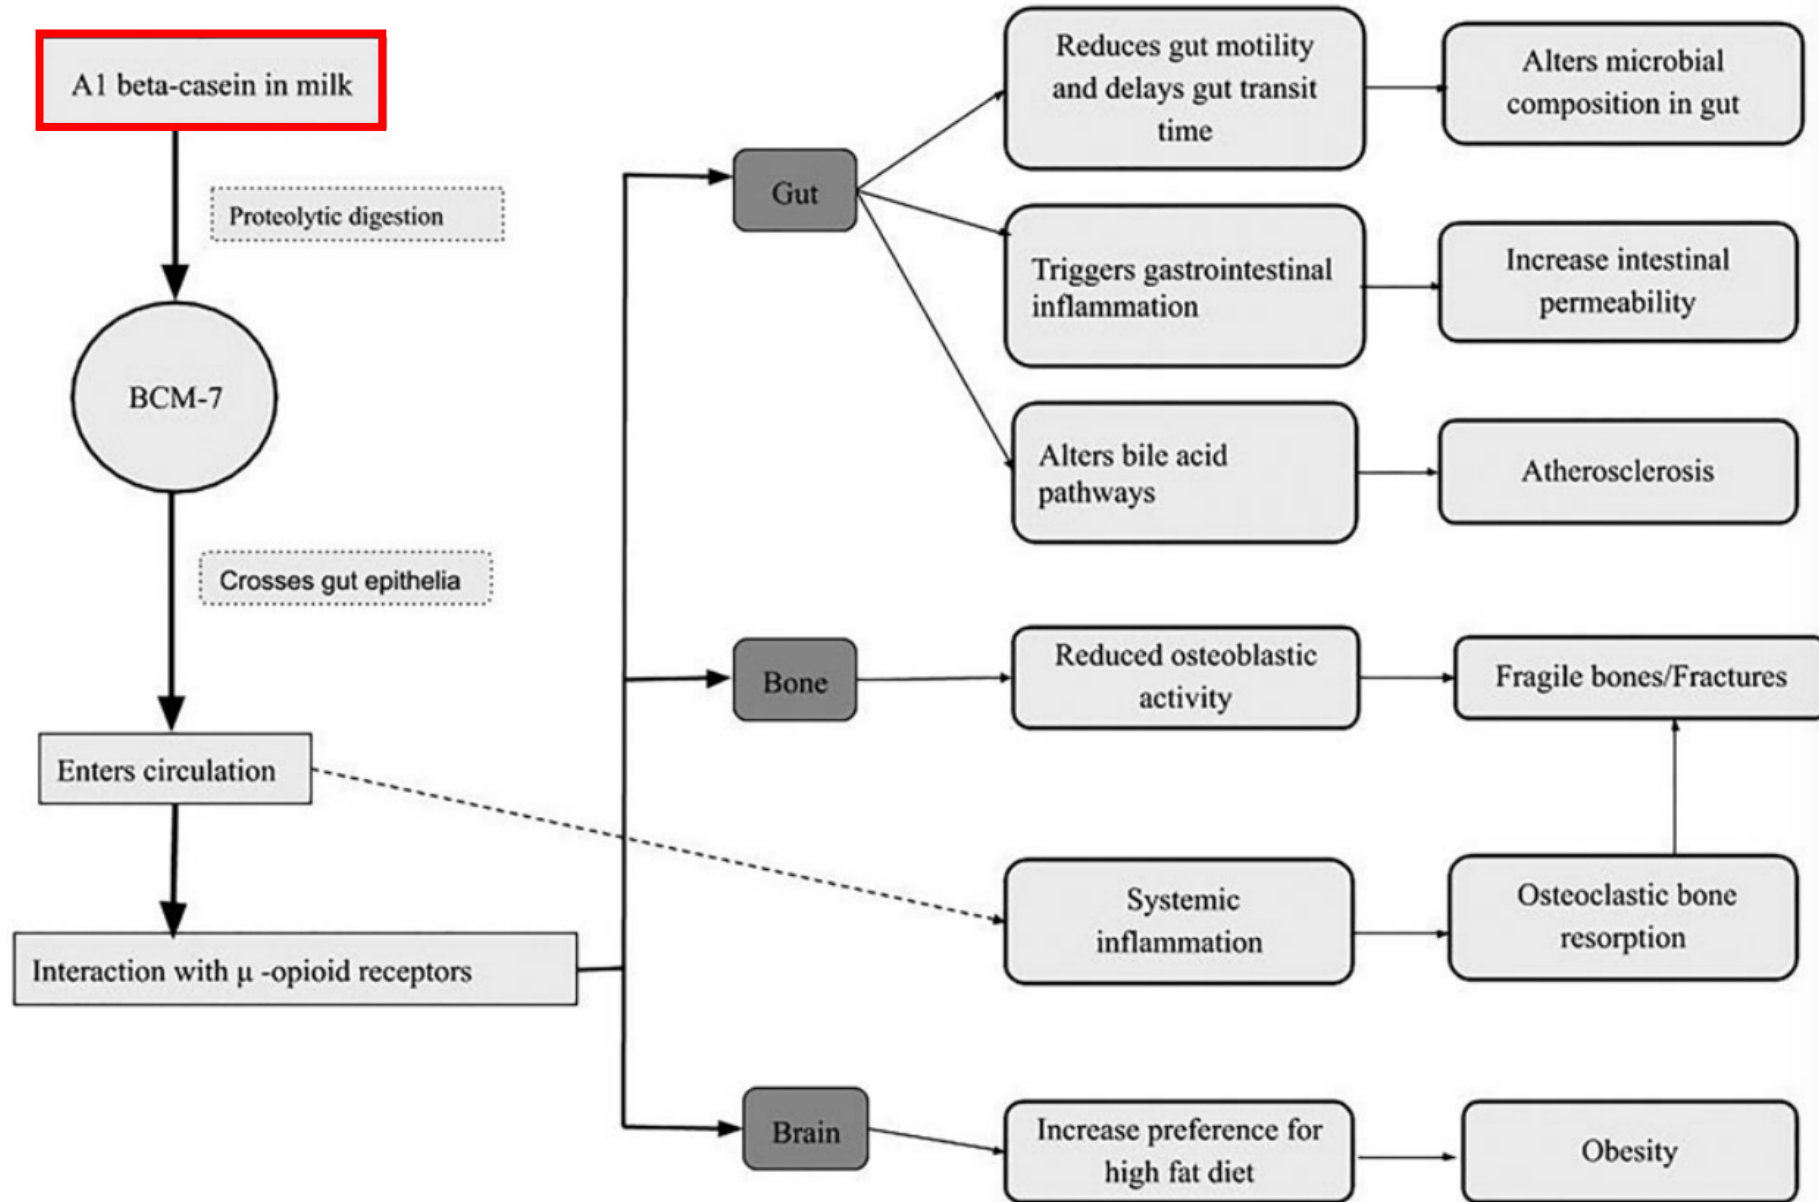 A1 beta-casein in milk
Proteolytic digestion
BCM-7
Crosses gut epithelia
Enters circulation
Interaction with μ -opioid receptors
Gut
Reduces gut motility
and delays gut transit
time
Alters microbial
composition in gut
Triggers gastrointestinal
inflammation
Increase intestinal
permeability
Alters bile acid
pathways
Atherosclerosis
Bone
Reduced osteoblastic
activity
Fragile bones/Fractures
Systemic
inflammation
Osteoclastic bone
resorption
Brain
Increase preference for
high fat diet
Obesity